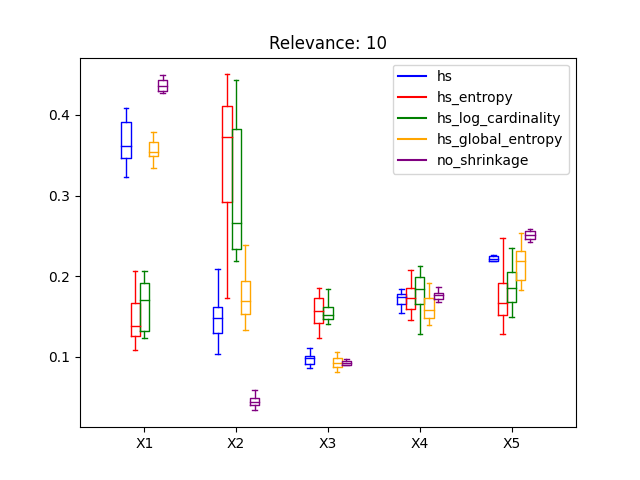 Relevance: 10
hs
hs_entropy
hs_log_cardinality
hs_global_entropy
no_shrinkage
0.4
0.3
0.2
0.1
X1 X2 X3 X4 X5